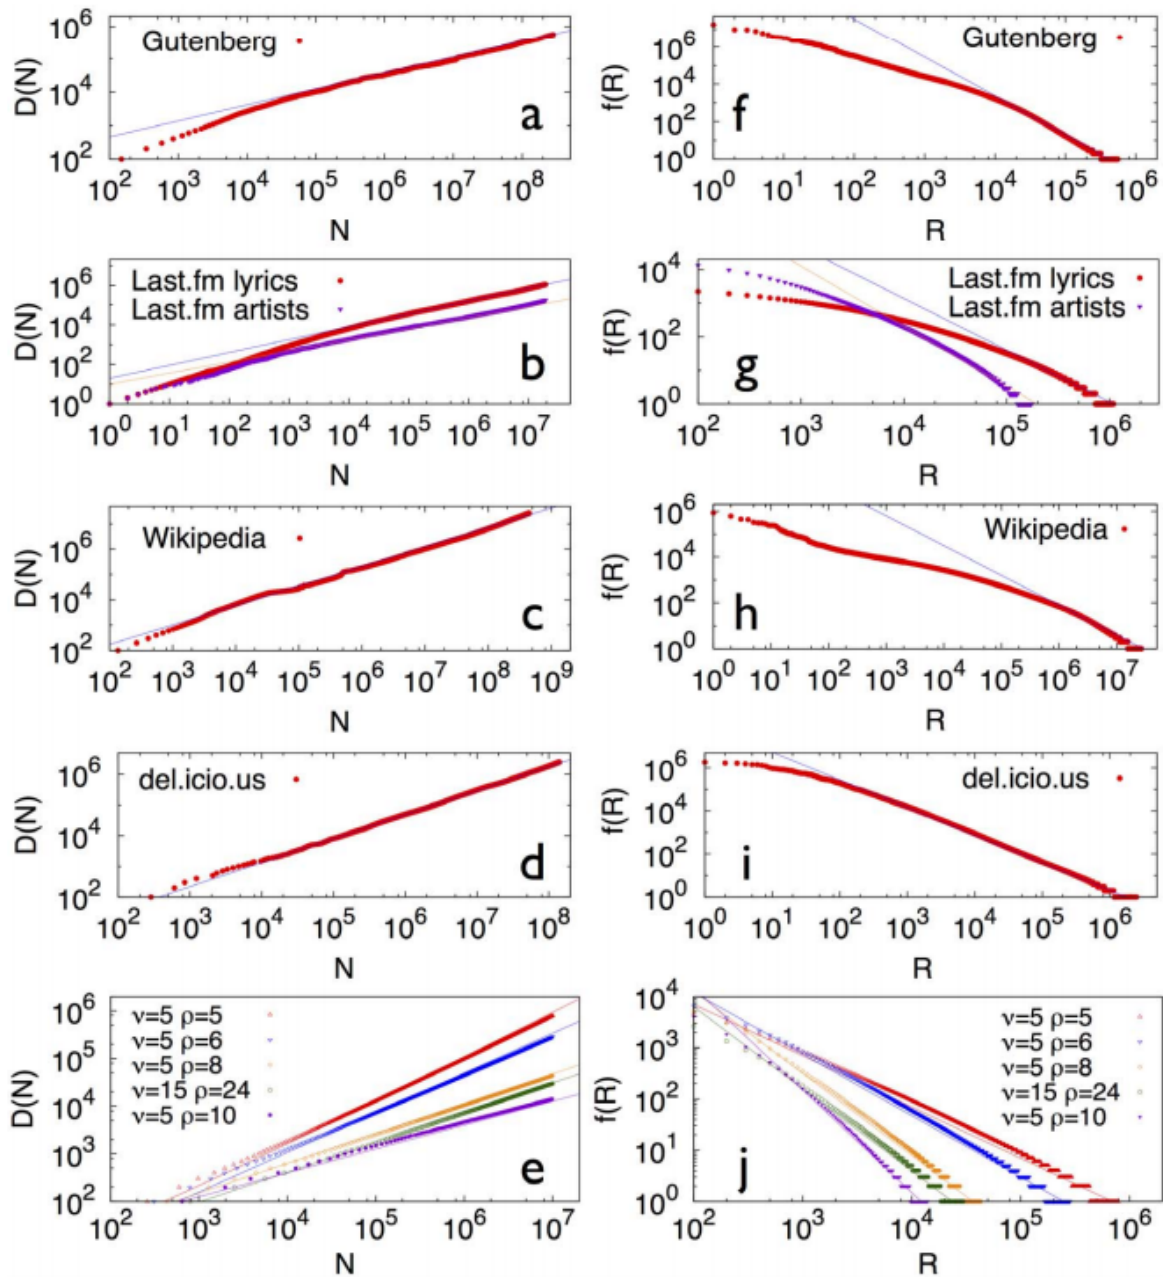 10^6
Gutenberg
D(N)
10^4
a
10^2
10^2 10^3 10^4 10^5 10^6 10^7 10^8
N
10^6
Gutenberg
f(R)
10^4
f
10^2
10^0
10^0 10^1 10^2 10^3 10^4 10^5 10^6
R
10^6
Last.fm lyrics
Last.fm artists
D(N)
10^4
10^2
b
10^0
10^0 10^1 10^2 10^3 10^4 10^5 10^6 10^7
N
10^4
Last.fm lyrics
Last.fm artists
f(R)
10^2
g
10^0
10^2 10^3 10^4 10^5 10^6
R
10^6
Wikipedia
D(N)
10^4
c
10^2
10^2 10^3 10^4 10^5 10^6 10^7 10^8 10^9
N
10^6
Wikipedia
f(R)
10^4
h
10^2
10^0
10^0 10^1 10^2 10^3 10^4 10^5 10^6 10^7
R
10^6
del.icio.us
D(N)
10^4
d
10^2
10^2 10^3 10^4 10^5 10^6 10^7 10^8
N
10^6
del.icio.us
f(R)
10^4
i
10^2
10^0
10^0 10^1 10^2 10^3 10^4 10^5 10^6
R
10^6
ν=5 ρ=5
ν=5 ρ=6
ν=5 ρ=8
ν=15 ρ=24
ν=5 ρ=10
D(N)
10^5
10^4
10^3
e
10^2
10^2 10^3 10^4 10^5 10^6 10^7
N
10^4
ν=5 ρ=5
ν=5 ρ=6
ν=5 ρ=8
ν=15 ρ=24
ν=5 ρ=10
f(R)
10^3
10^2
10^1
j
10^0
10^2 10^3 10^4 10^5 10^6
R